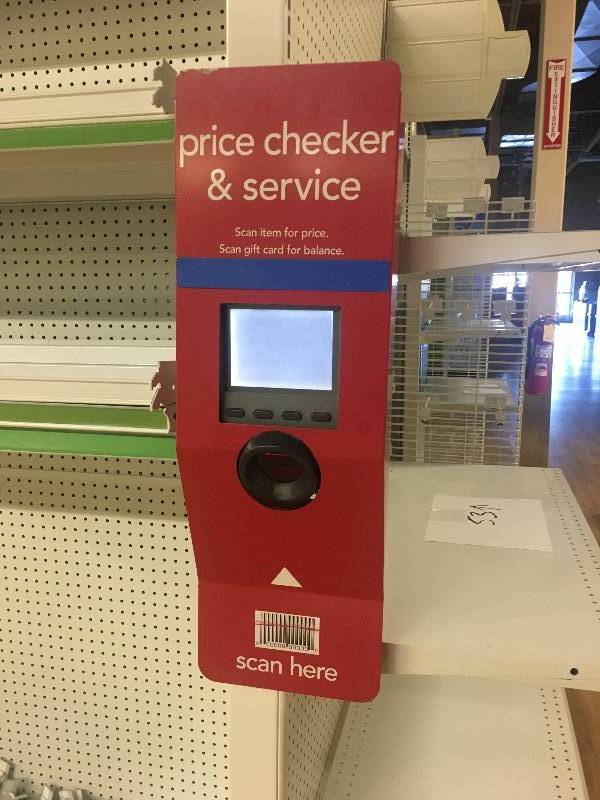 price checker
& service
Scan item for price.
Scan gift card for balance.
scan here
FIRE
EXTINGUISHER